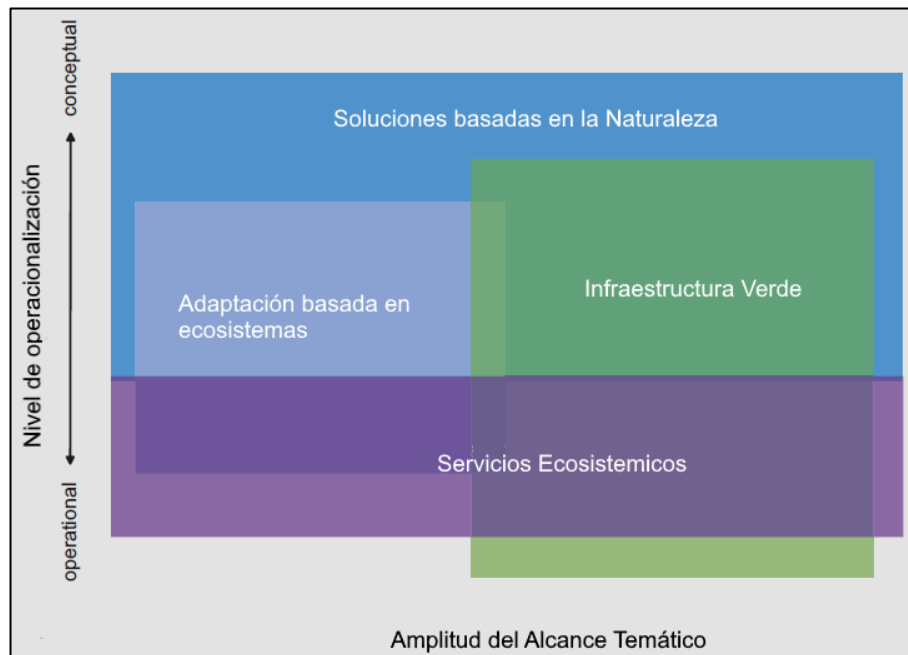 conceptual
Nivel de operacionalización
operational
Soluciones basadas en la Naturaleza
Adaptación basada en
ecosistemas
Infraestructura Verde
Servicios Ecosistemicos
Amplitud del Alcance Temático